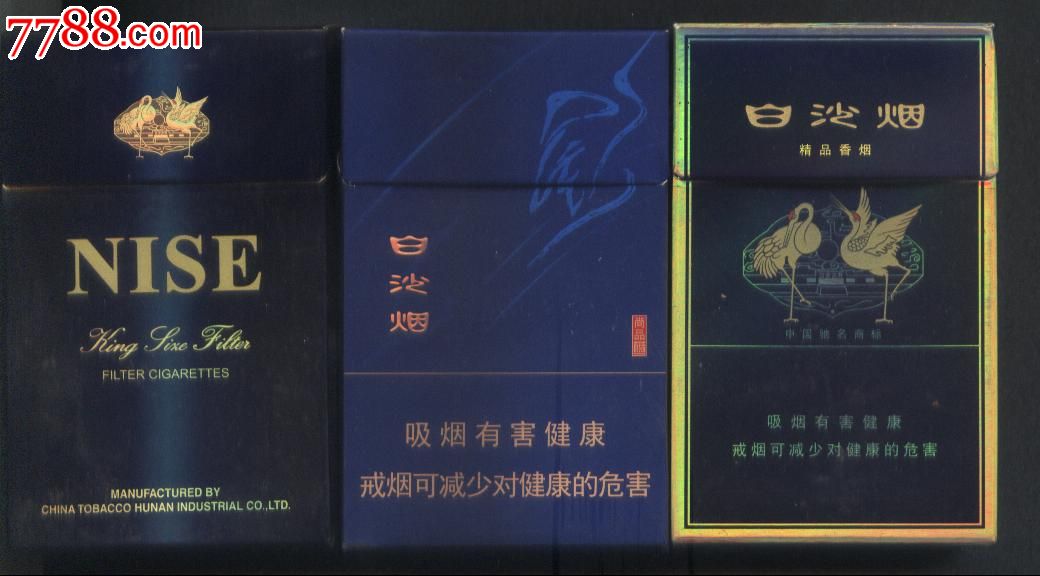 7788.com
NISE
King Size Filter
FILTER CIGARETTES
MANUFACTURED BY
CHINA TOBACCO HUNAN INDUSTRIAL CO.,LTD.
白沙烟
吸烟有害健康
戒烟可减少对健康的危害
白沙烟
精品香烟
中国驰名商标
吸烟有害健康
戒烟可减少对健康的危害